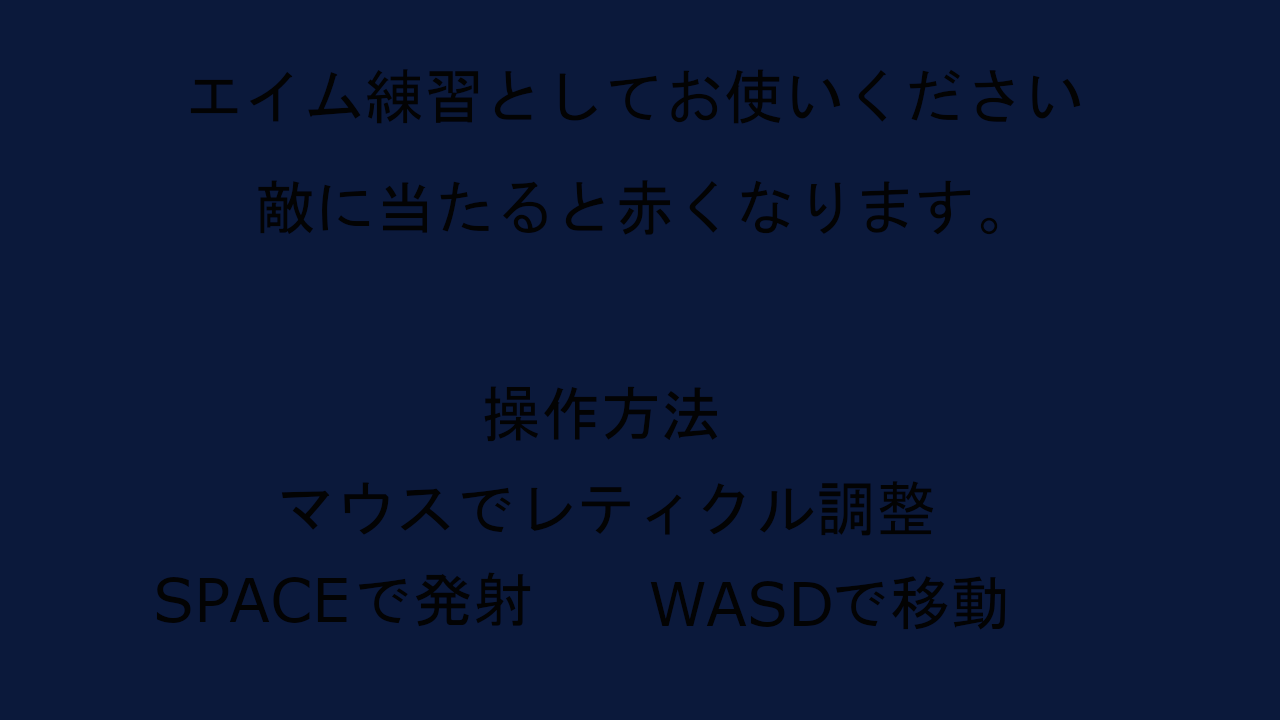 エイム練習としてお使いください
敵に当たると赤くなります。
操作方法
マウスでレティクル調整
SPACEで発射 WASDで移動